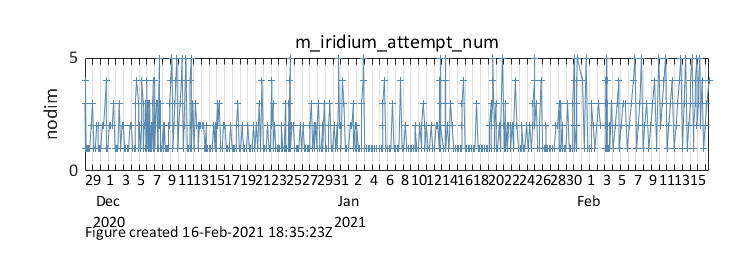 m_iridium_attempt_num
5
nodim
0
29 1 3 5 7 9 11 13 15 17 19 21 23 25 27 29 31 2 4 6 8 10 12 14 16 18 20 22 24 26 28 30 1 3 5 7 9 11 13 15
Dec Jan Feb
2020 2021
Figure created 16-Feb-2021 18:35:23Z